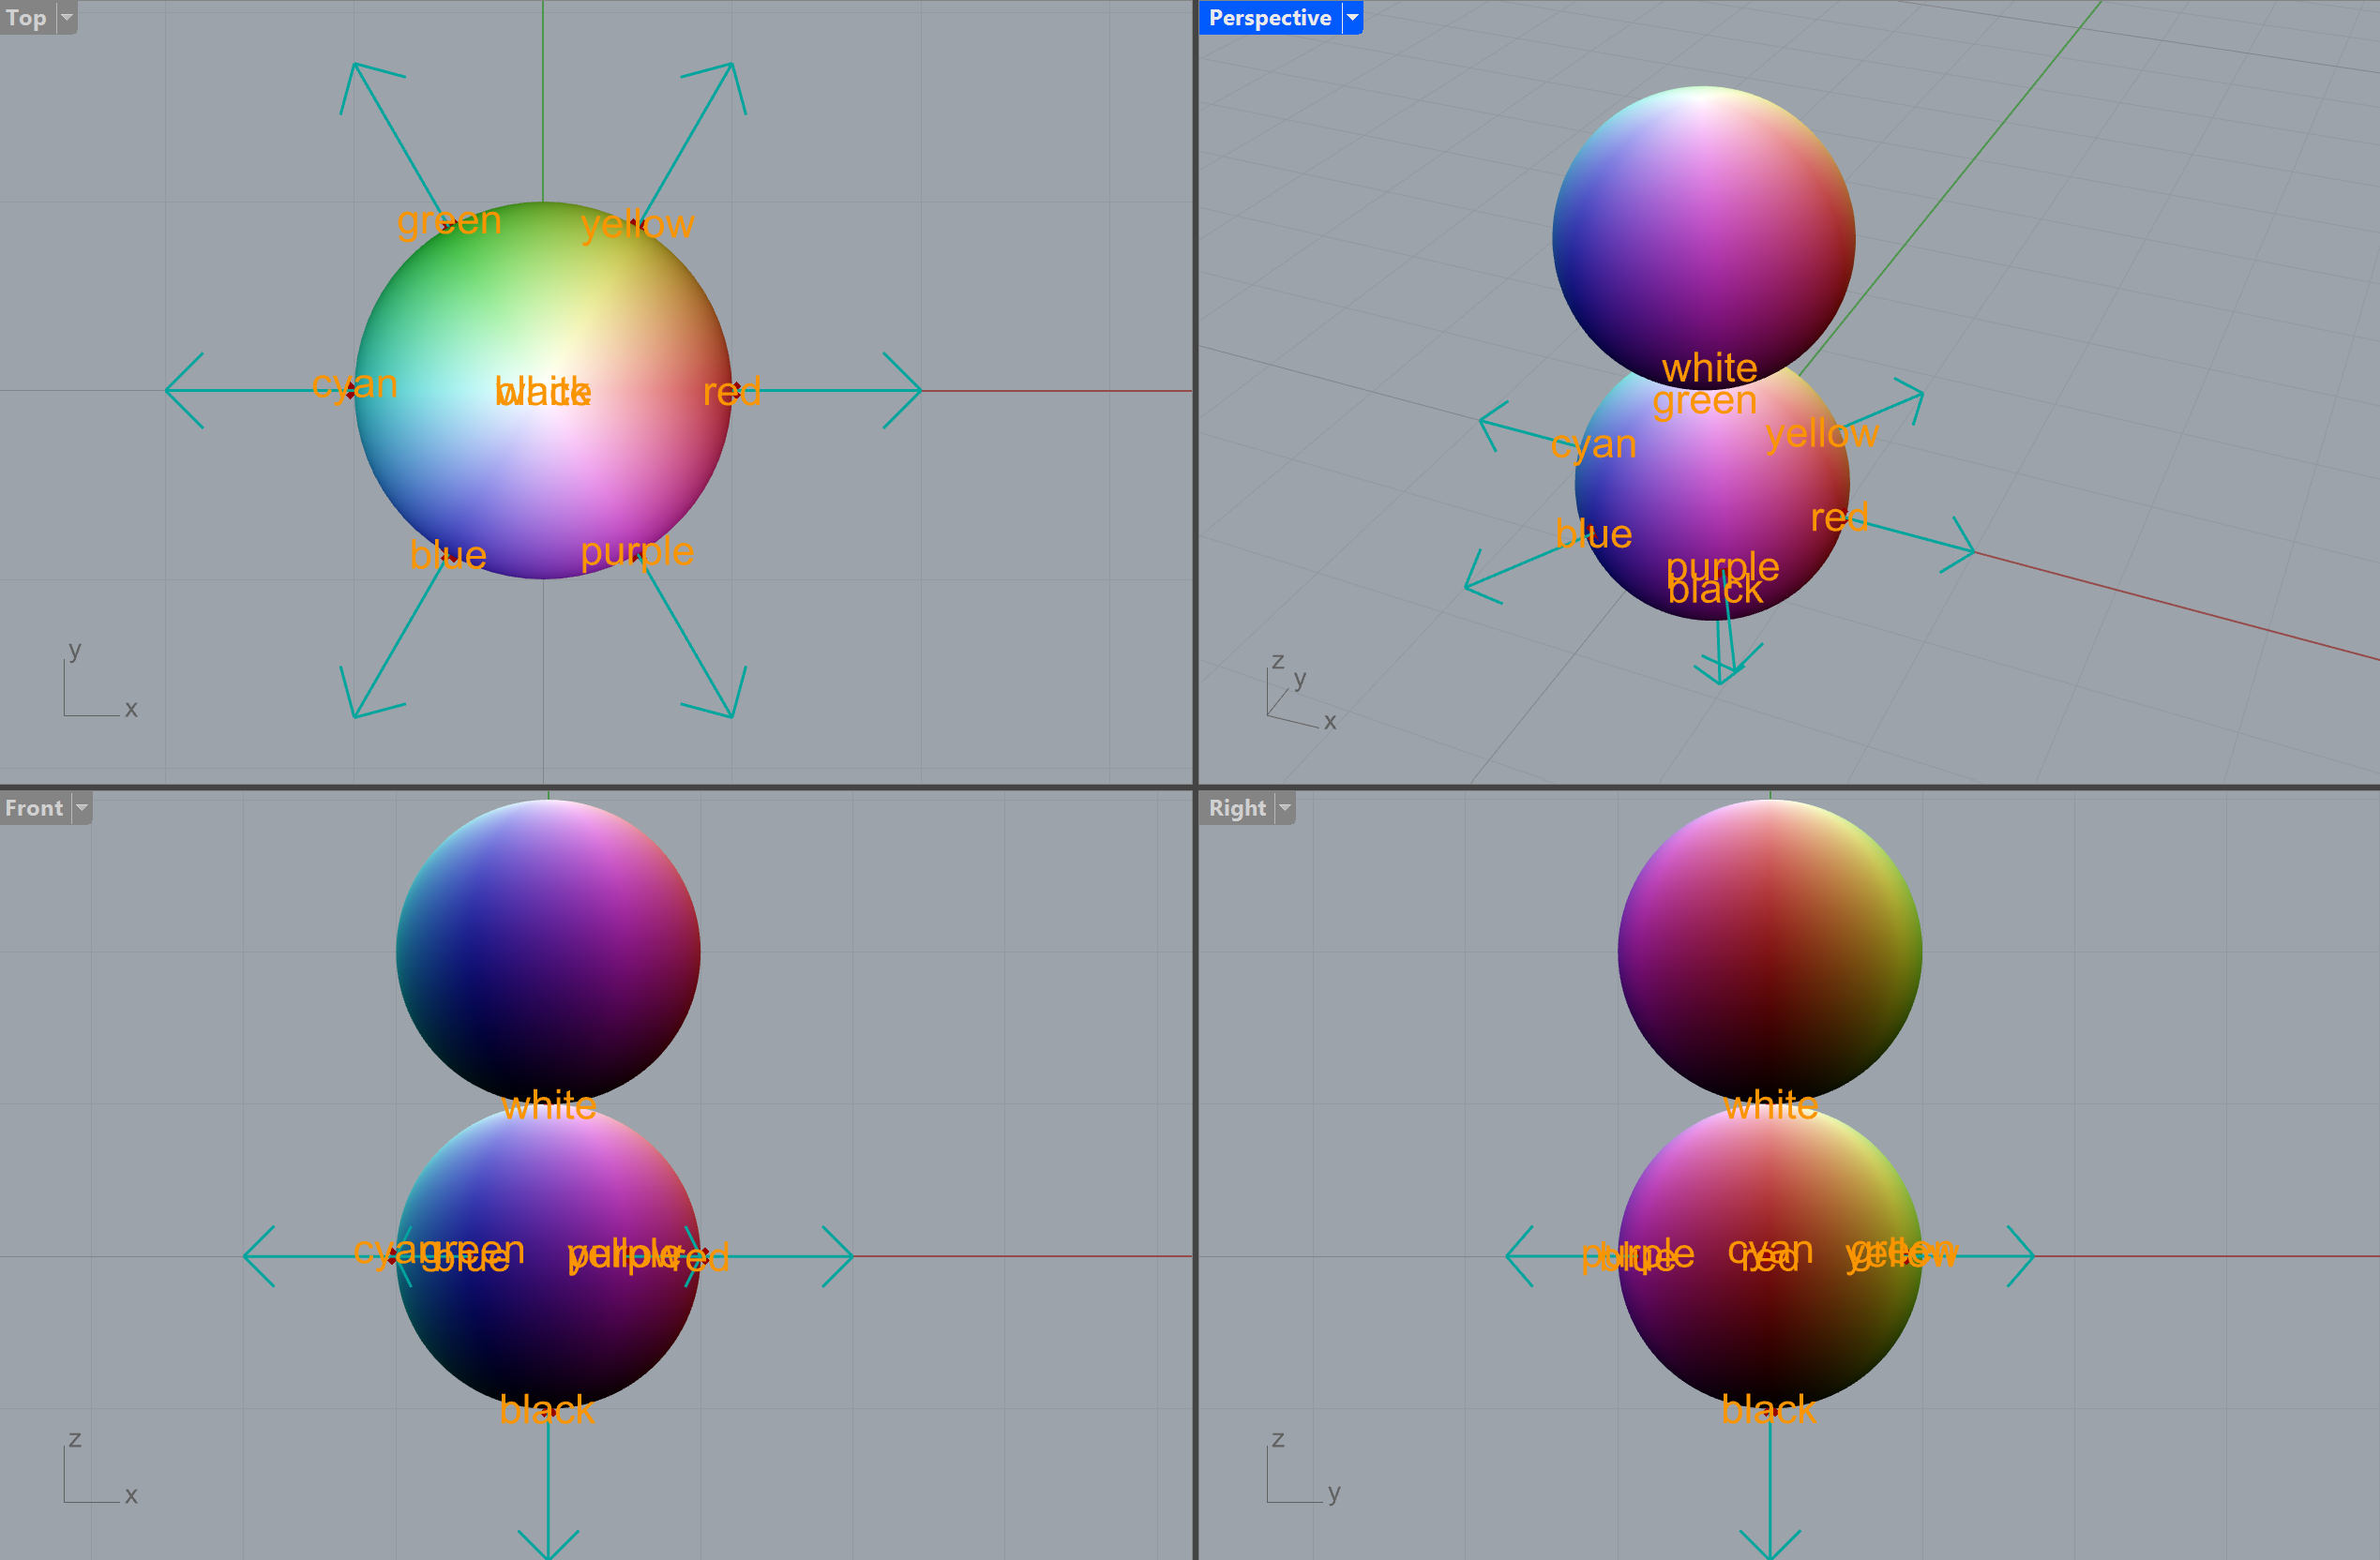 Top
green
yellow
cyan
black
white
red
blue
purple
y
x
Perspective
white
green
yellow
cyan
red
blue
purple
black
z
y
x
Front
white
cyan
green
blue
purple
yellow
red
black
z
x
Right
white
purple
blue
cyan
red
green
yellow
black
z
y